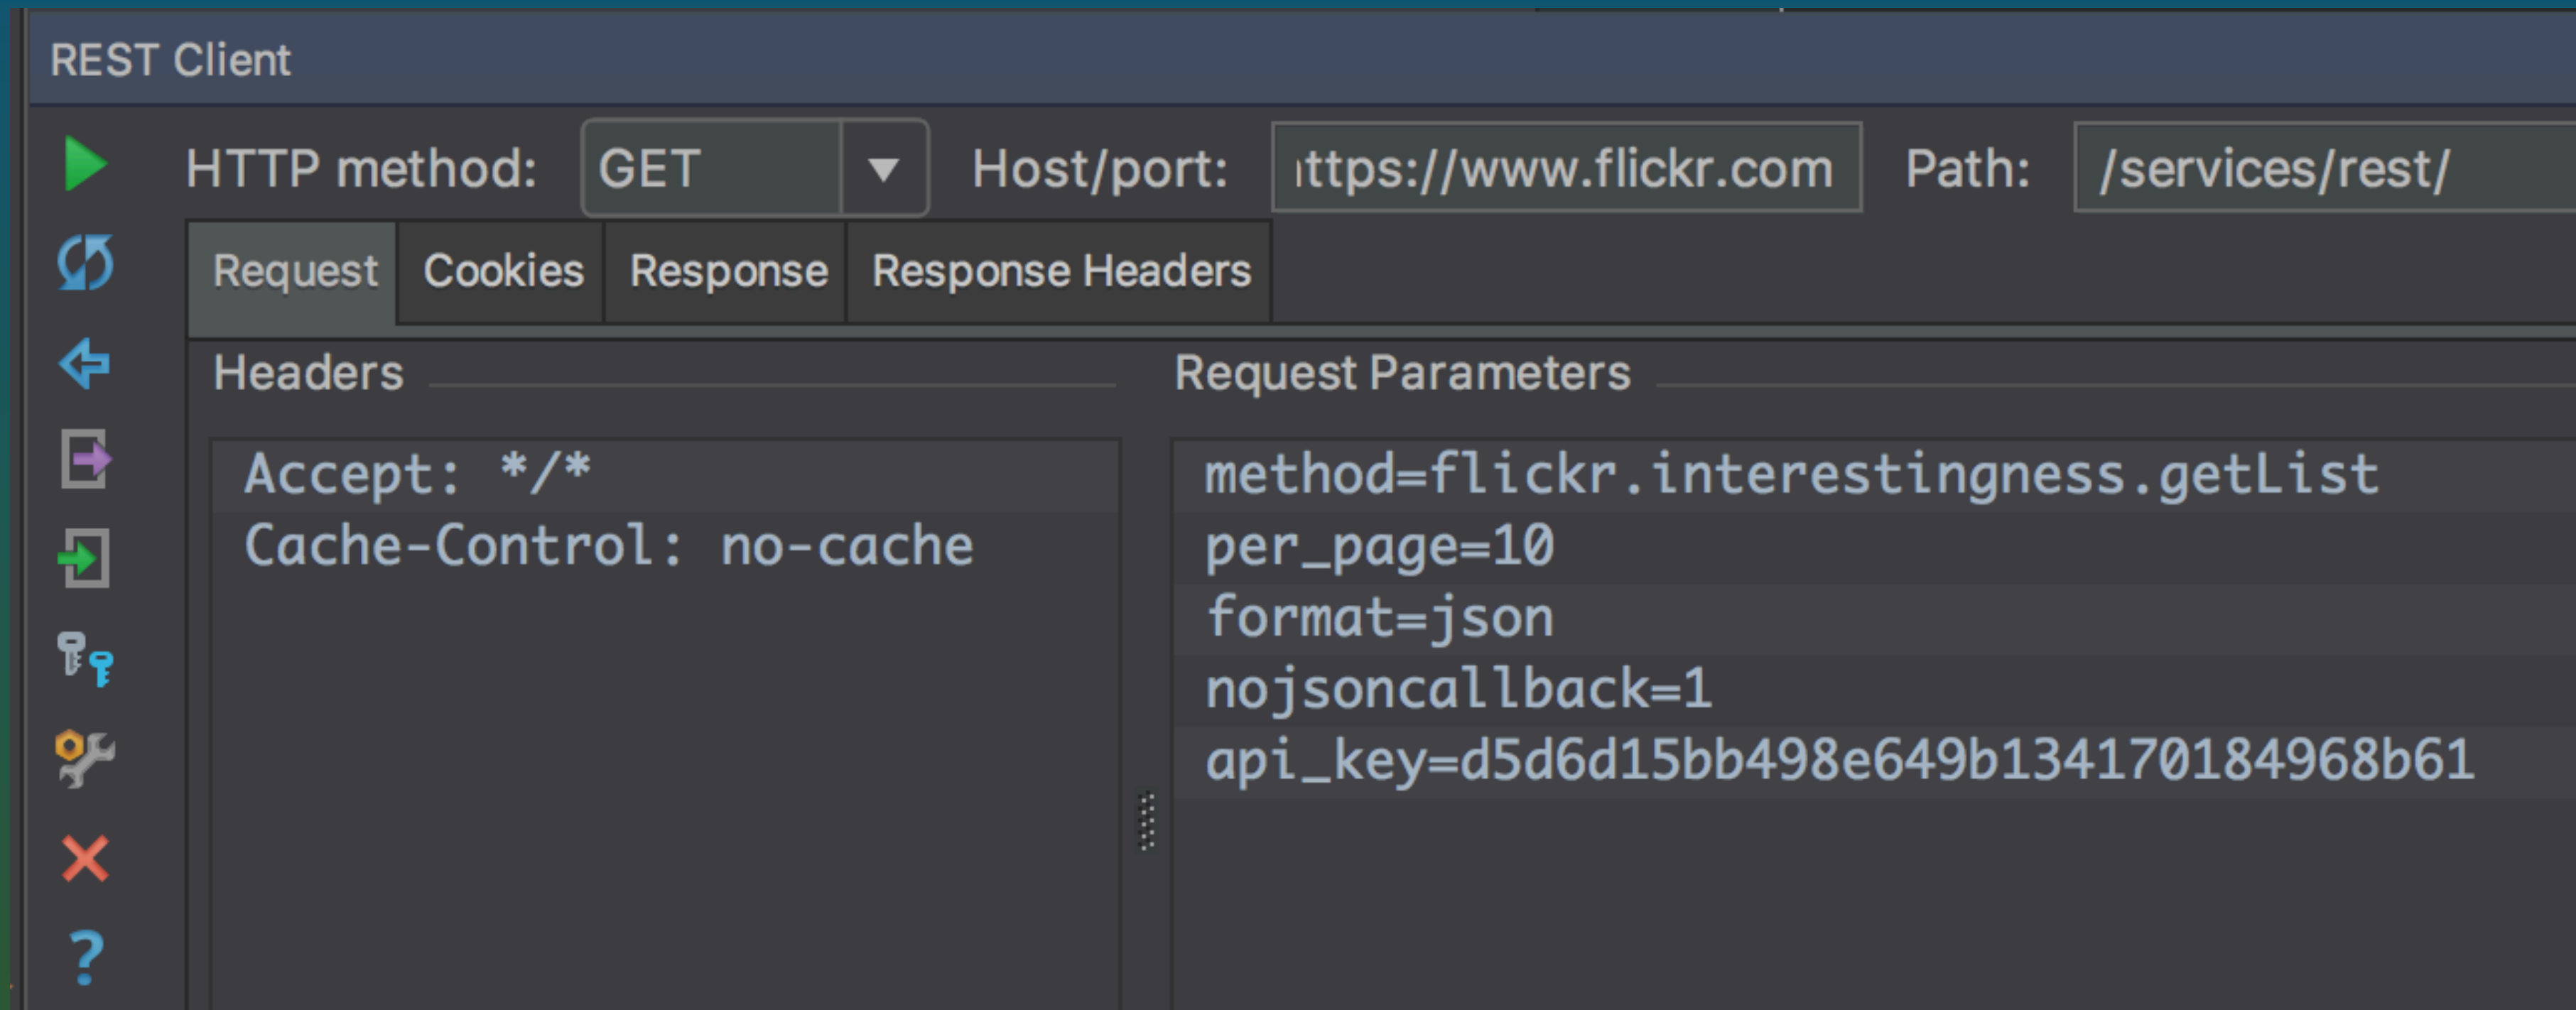 REST Client
HTTP method: GET Host/port: ttps://www.flickr.com Path: /services/rest/
Request Cookies Response Response Headers
Headers Request Parameters
Accept: */* method=flickr.interestingness.getList
Cache-Control: no-cache per_page=10
format=json
nojsoncallback=1
api_key=d5d6d15bb498e649b134170184968b61